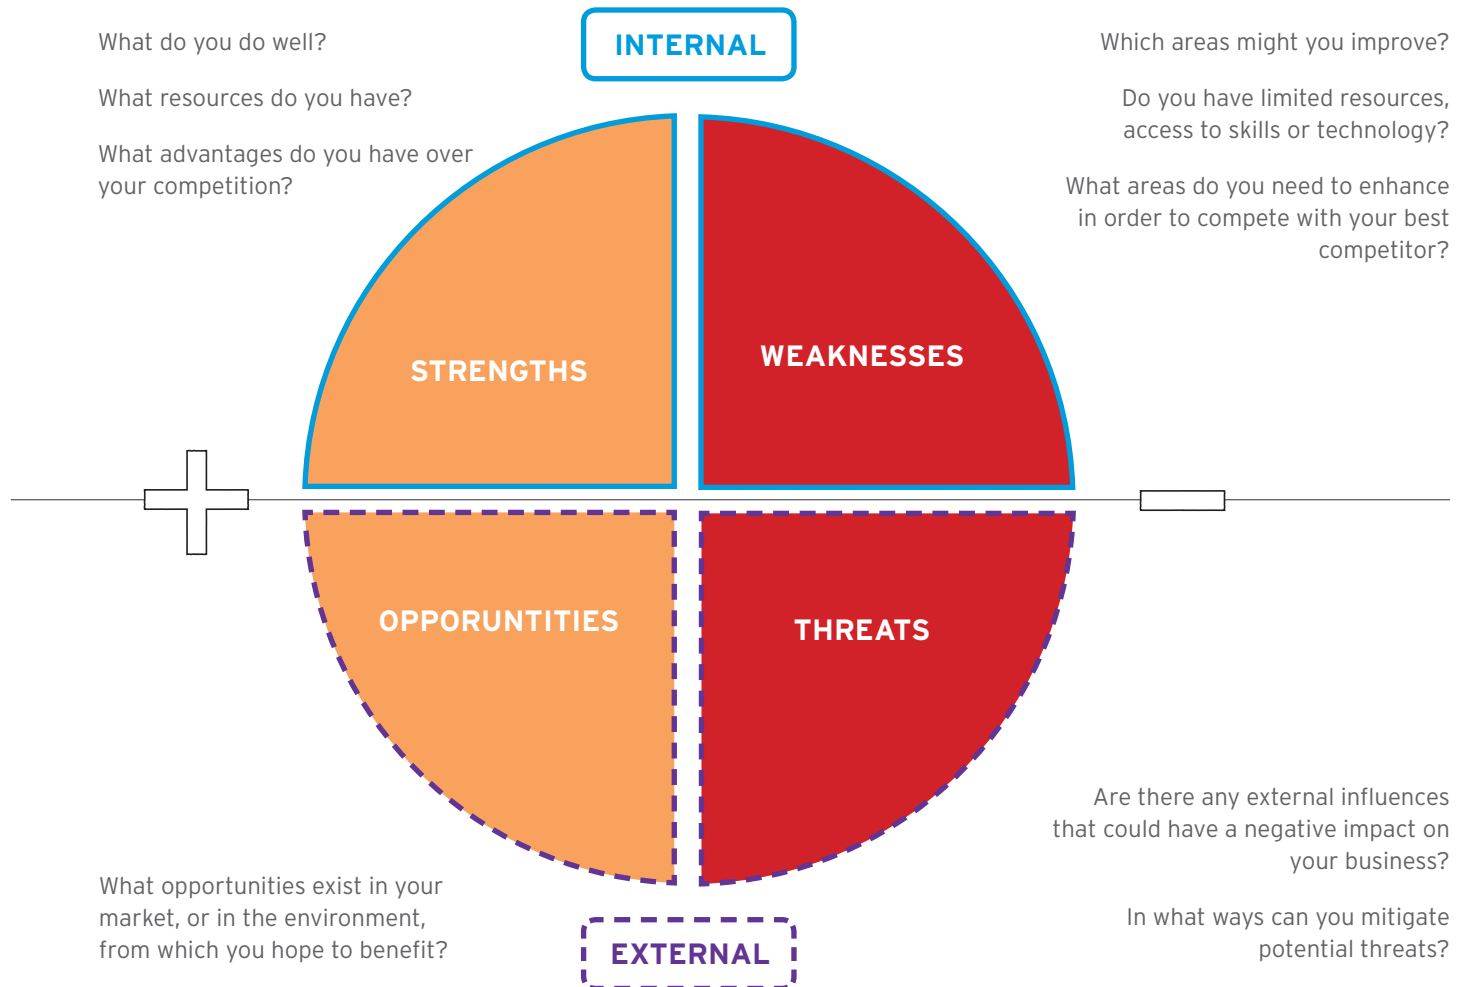 INTERNAL
What do you do well?
What resources do you have?
What advantages do you have over
your competition?
Which areas might you improve?
Do you have limited resources,
access to skills or technology?
What areas do you need to enhance
in order to compete with your best
competitor?
STRENGTHS
WEAKNESSES
OPPORUNTITIES
THREATS
What opportunities exist in your
market, or in the environment,
from which you hope to benefit?
Are there any external influences
that could have a negative impact on
your business?
In what ways can you mitigate
potential threats?
EXTERNAL